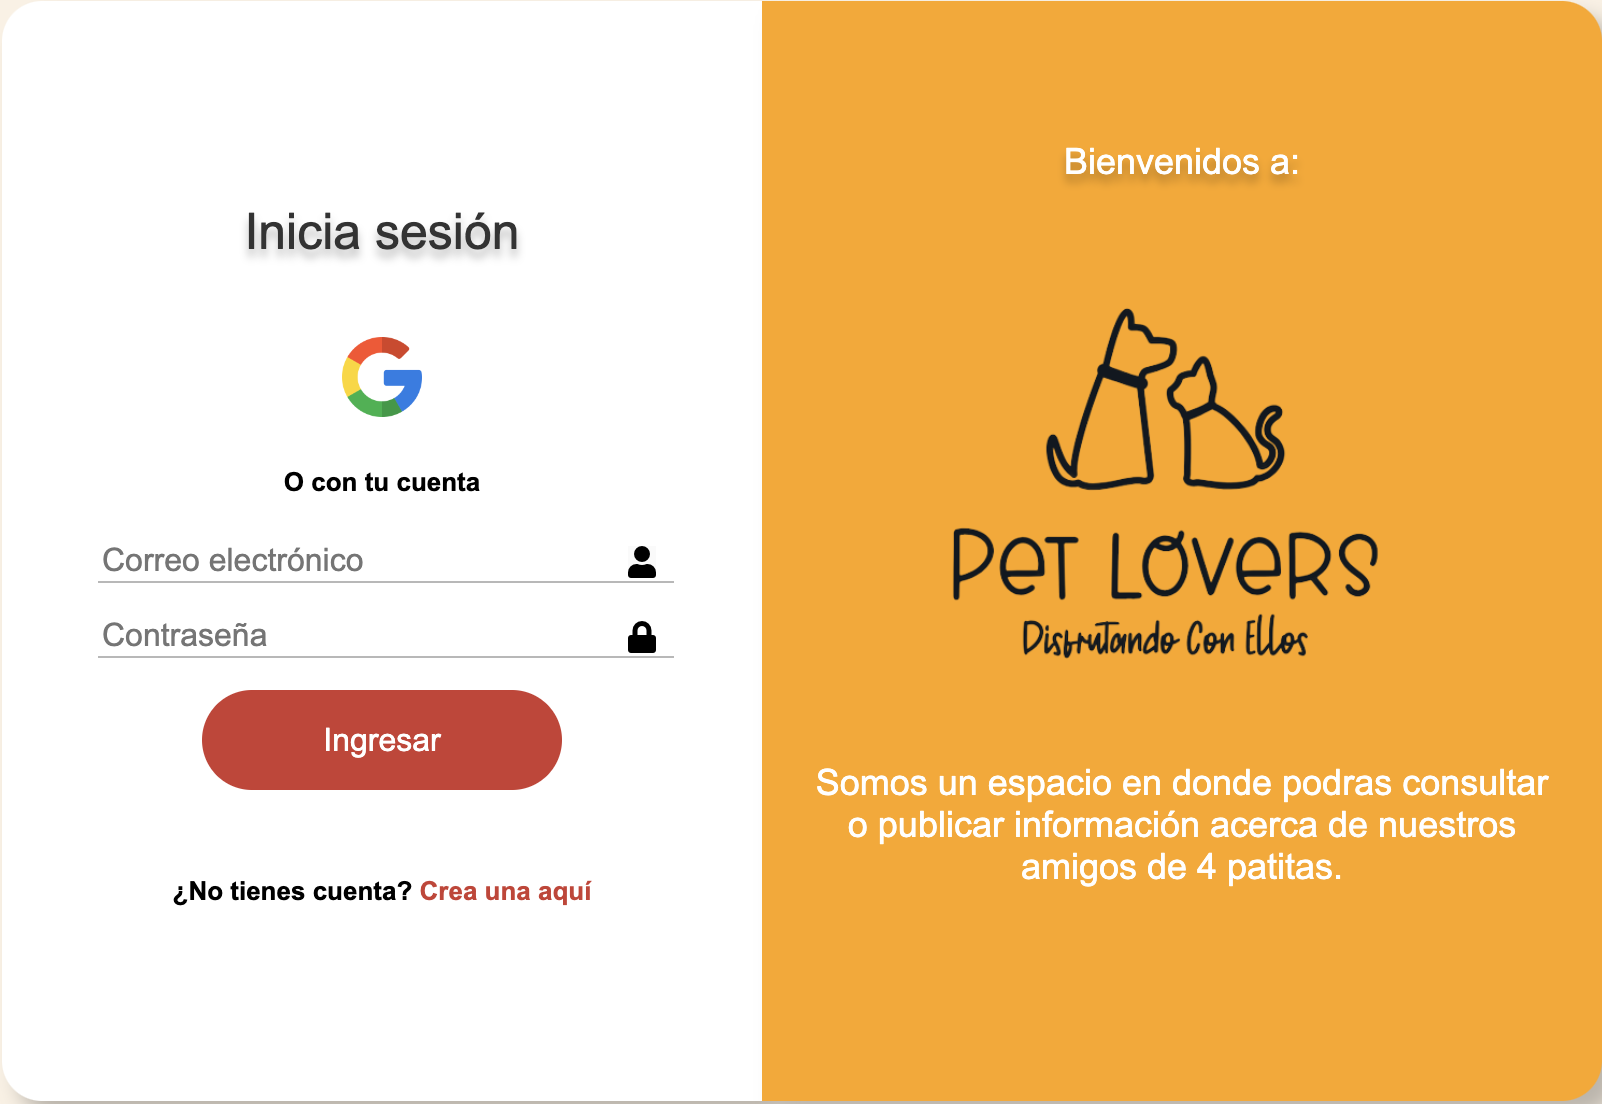 Inicia sesión
O con tu cuenta
Correo electrónico
Contraseña
Ingresar
¿No tienes cuenta? Crea una aquí
Bienvenidos a:
Pet Lovers
Disfrutando Con Ellos
Somos un espacio en donde podras consultar
o publicar información acerca de nuestros
amigos de 4 patitas.